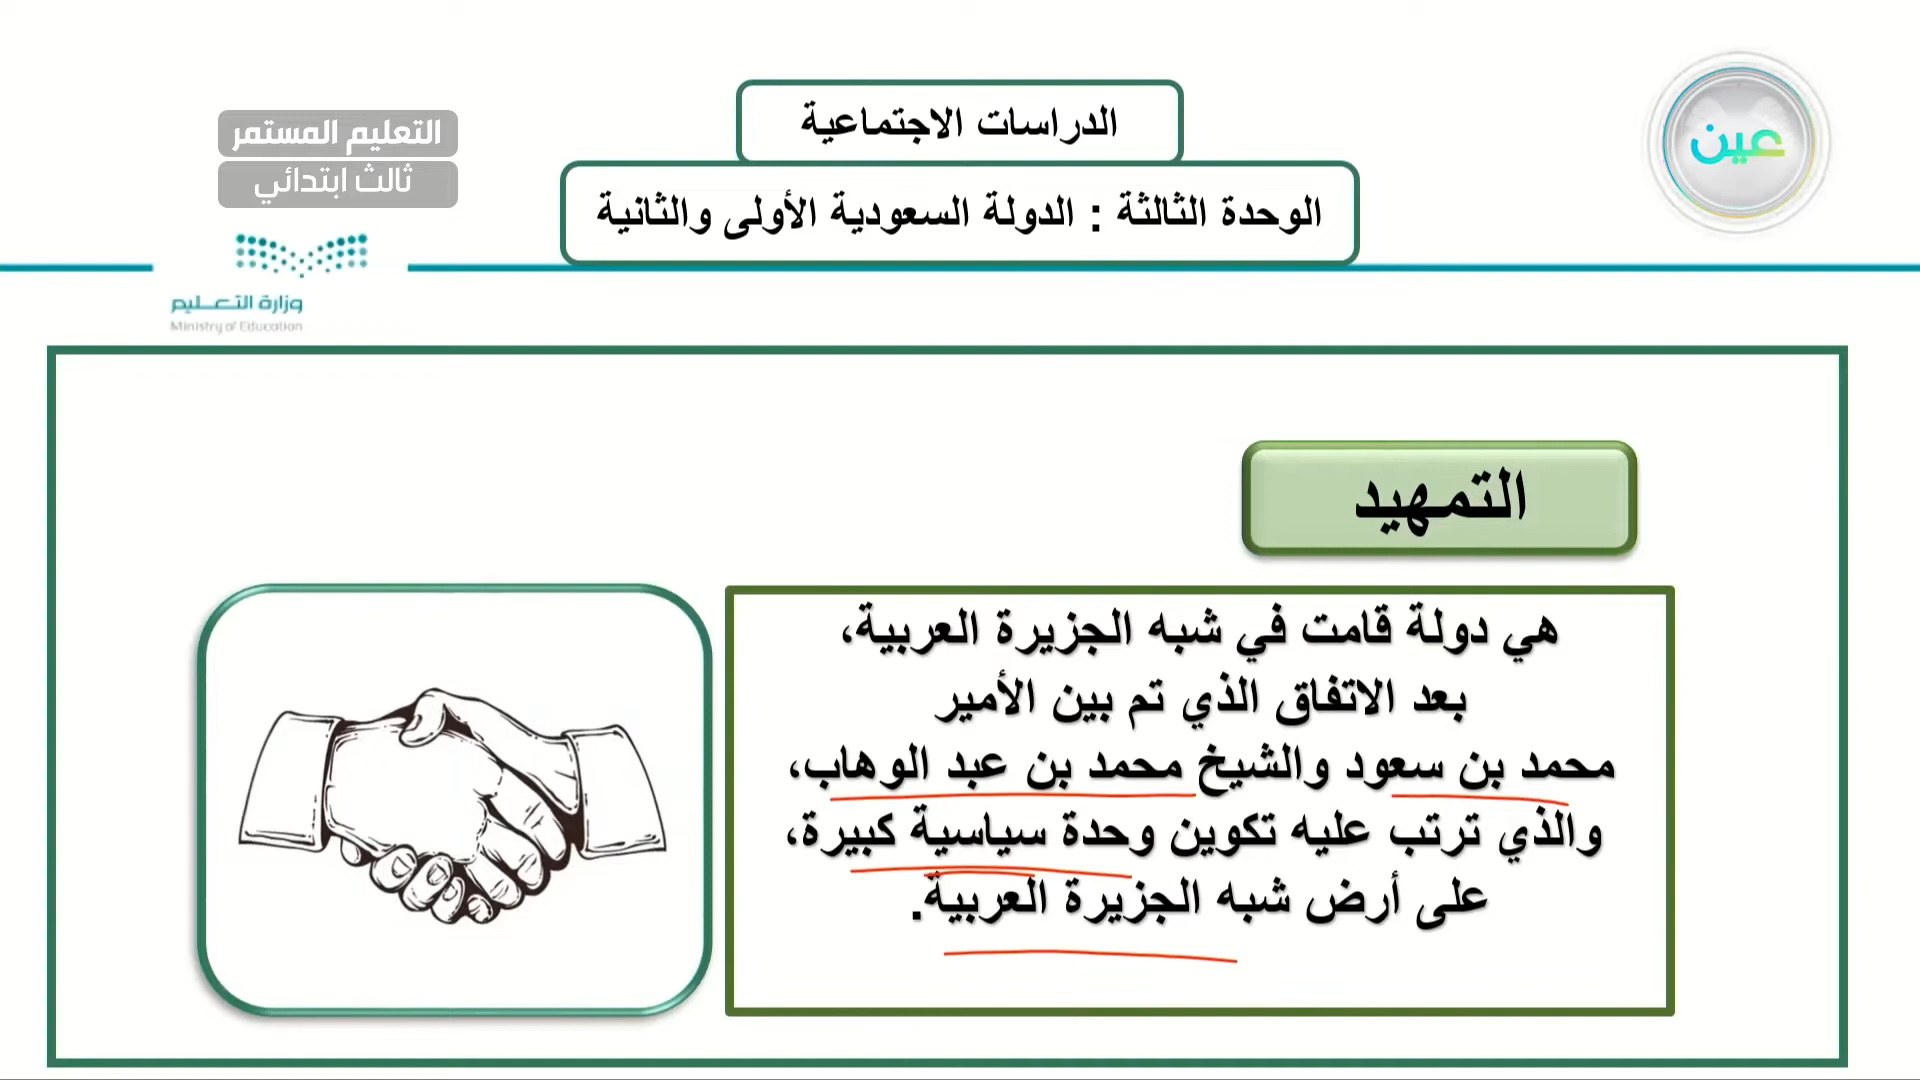 الدراسات الاجتماعية
عين
التعليم المستمر
ثالث ابتدائي
الوحدة الثالثة : الدولة السعودية الأولى والثانية
وزارة التعـــليم
Ministry of Education
التمهيد
هي دولة قامت في شبه الجزيرة العربية،
بعد الاتفاق الذي تم بين الأمير
محمد بن سعود والشيخ محمد بن عبد الوهاب،
والذي ترتب عليه تكوين وحدة سياسية كبيرة،
على أرض شبه الجزيرة العربية.